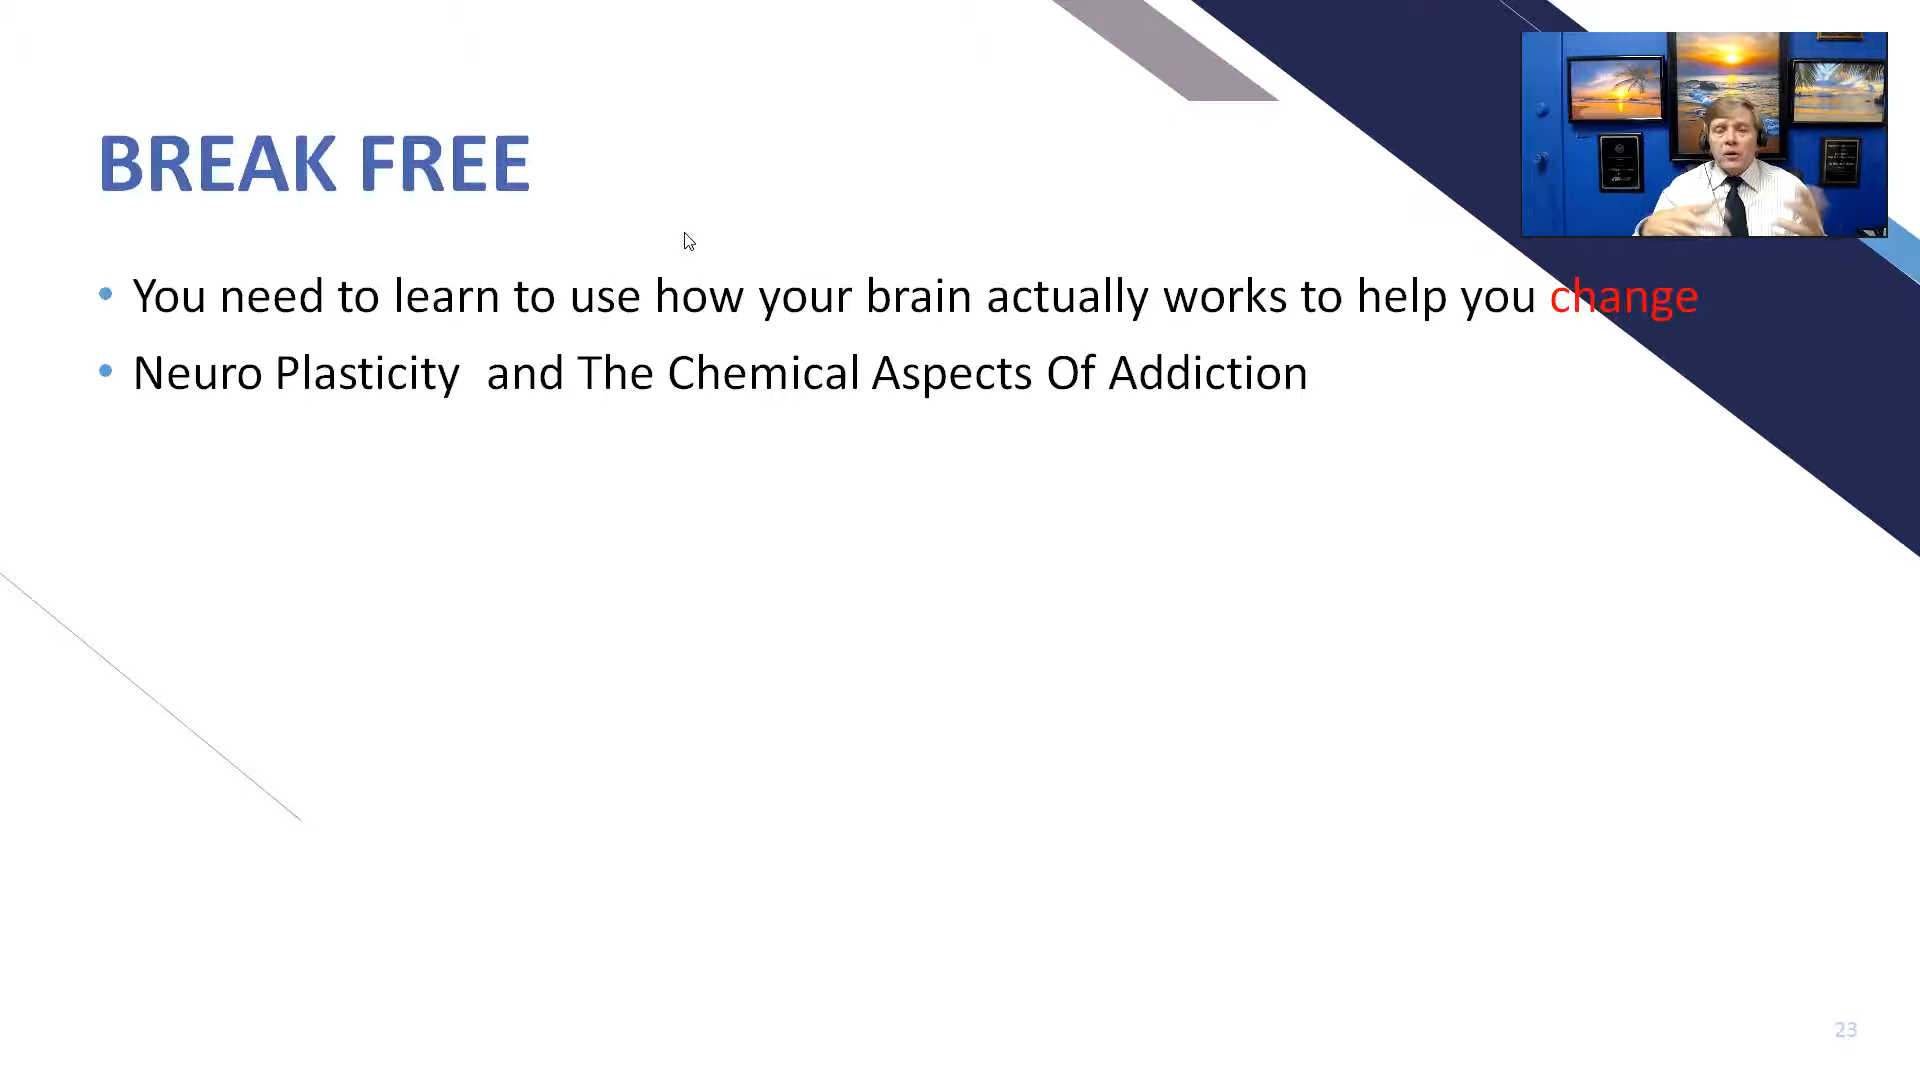 BREAK FREE
• You need to learn to use how your brain actually works to help you change
• Neuro Plasticity  and The Chemical Aspects Of Addiction
23